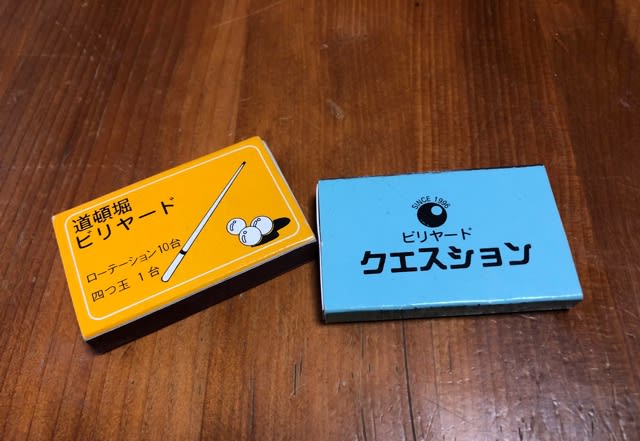 道頓堀
ビリヤード
ローテーション10台
四つ玉 1台
SINCE 1996
ビリヤード
クエスション